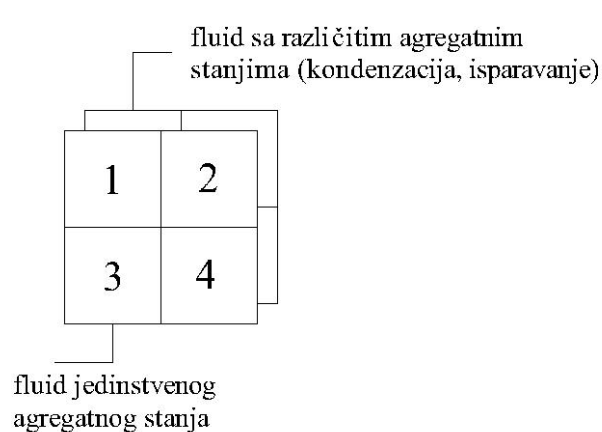 fluid sa različitim agregatnim
stanjima (kondenzacija, isparavanje)
1 2
3 4
fluid jedinstvenog
agregatnog stanja